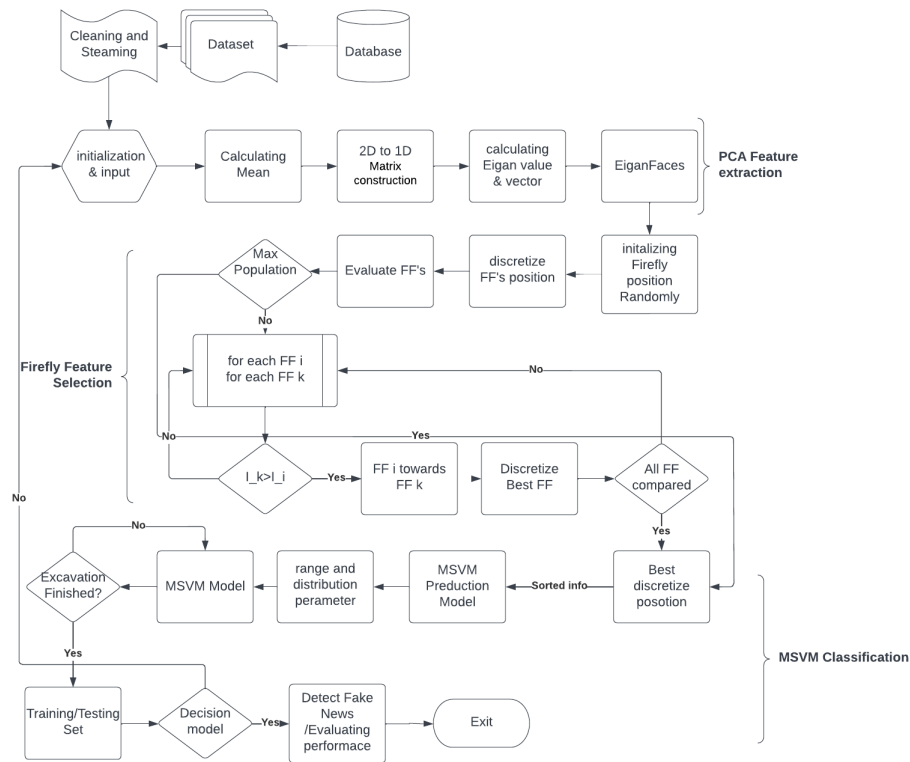 Cleaning and
Steaming
Dataset
Database
initialization
& input
Calculating
Mean
2D to 1D
Matrix
construction
calculating
Eigan value
& vector
EiganFaces
PCA Feature
extraction
Max
Population
Evaluate FF's
discretize
FF's position
initalizing
Firefly
position
Randomly
No
Firefly Feature
Selection
for each FF i
for each FF k
No
No
Yes
I_k>I_i
Yes
FF i towards
FF k
Discretize
Best FF
All FF
compared
No
Yes
No
Excavation
Finished?
MSVM Model
range and
distribution
perameter
MSVM
Preduction
Model
Sorted info
Best
discretize
posotion
MSVM Classification
Yes
Training/Testing
Set
Decision
model
Yes
Detect Fake
News
/Evaluating
performace
Exit